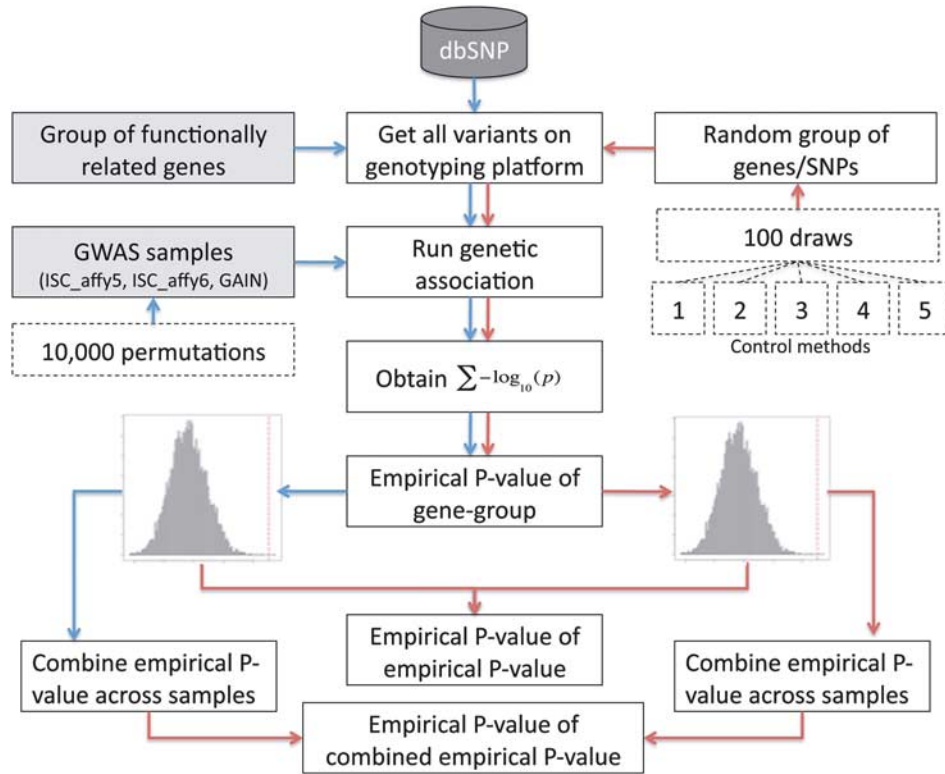 dbSNP
Group of functionally
related genes
Get all variants on
genotyping platform
Random group of
genes/SNPs
GWAS samples
(ISC_affy5, ISC_affy6, GAIN)
Run genetic
association
100 draws
1 2 3 4 5
Control methods
10,000 permutations
Obtain ∑-log₁₀(p)
Empirical P-value of
gene-group
Empirical P-value of
empirical P-value
Combine empirical P-
value across samples
Combine empirical P-
value across samples
Empirical P-value of
combined empirical P-value